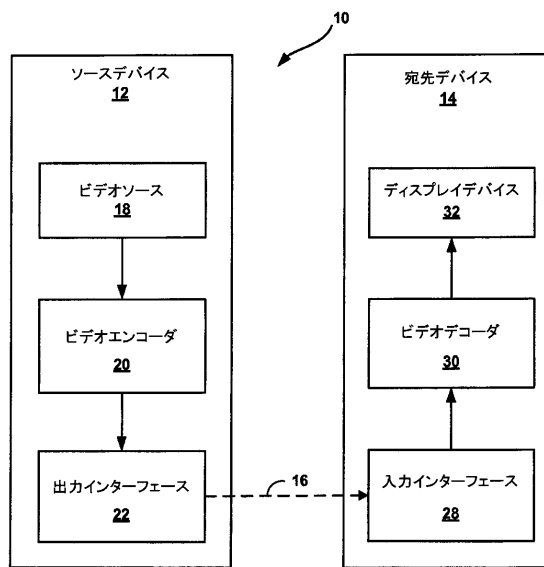 10
ソースデバイス
12
ビデオソース
18
ビデオエンコーダ
20
出力インターフェース
22
16
宛先デバイス
14
ディスプレイデバイス
32
ビデオデコーダ
30
入力インターフェース
28